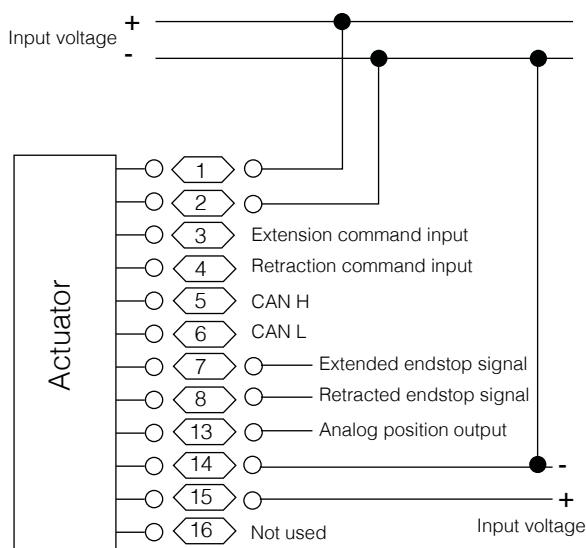 +
Input voltage
-
Actuator
1
2
3 Extension command input
4 Retraction command input
5 CAN H
6 CAN L
7 Extended endstop signal
8 Retracted endstop signal
13 Analog position output
14 -
15 +
Input voltage
16 Not used